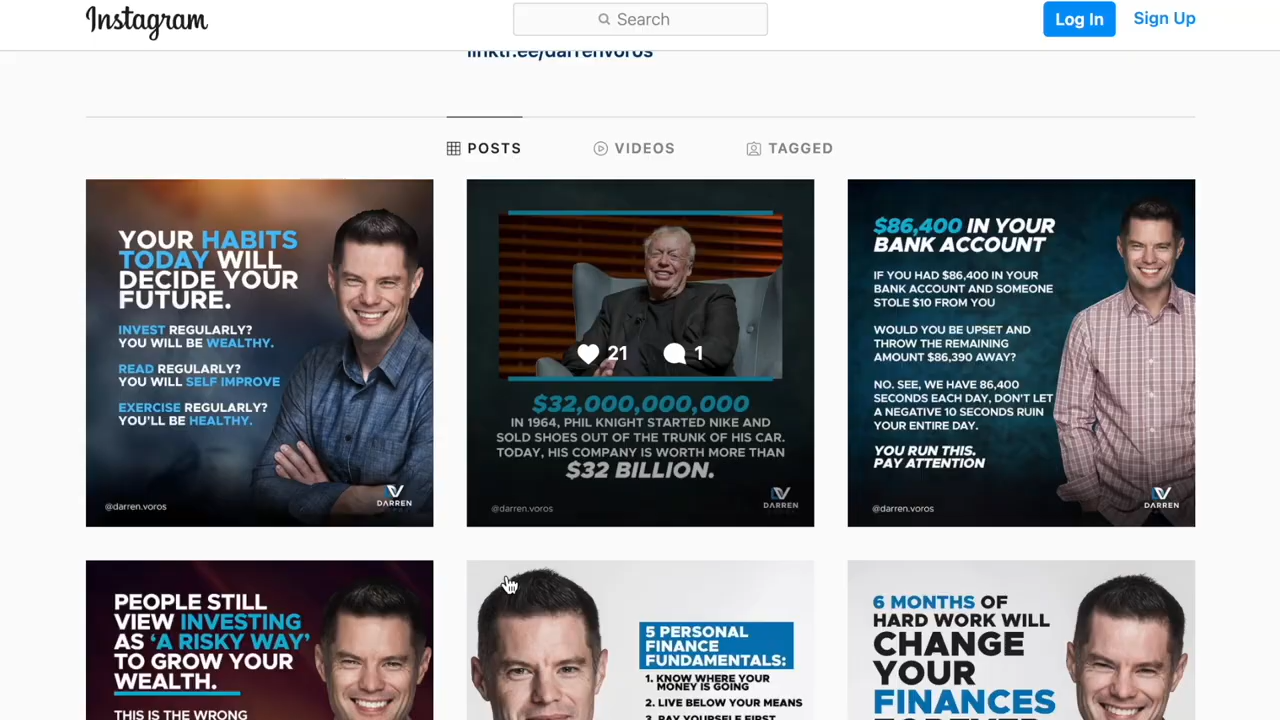 Instagram
Search
Log In
Sign Up
linktr.ee/darrenvoros
POSTS
VIDEOS
TAGGED
YOUR HABITS
TODAY WILL
DECIDE YOUR
FUTURE.
INVEST REGULARLY?
YOU WILL BE WEALTHY.
READ REGULARLY?
YOU WILL SELF IMPROVE
EXERCISE REGULARLY?
YOU'LL BE HEALTHY.
@darren.voros
DARREN
21
1
$32,000,000,000
IN 1964, PHIL KNIGHT STARTED NIKE AND
SOLD SHOES OUT OF THE TRUNK OF HIS CAR.
TODAY, HIS COMPANY IS WORTH MORE THAN
$32 BILLION.
@darren.voros
DARREN
$86,400 IN YOUR
BANK ACCOUNT
IF YOU HAD $86,400 IN YOUR
BANK ACCOUNT AND SOMEONE
STOLE $10 FROM YOU
WOULD YOU BE UPSET AND
THROW THE REMAINING
AMOUNT $86,390 AWAY?
NO. SEE, WE HAVE 86,400
SECONDS EACH DAY, DON'T LET
A NEGATIVE 10 SECONDS RUIN
YOUR ENTIRE DAY.
YOU RUN THIS.
PAY ATTENTION
@darren.voros
DARREN
PEOPLE STILL
VIEW INVESTING
AS 'A RISKY WAY'
TO GROW YOUR
WEALTH.
THIS IS THE WRONG
5 PERSONAL
FINANCE
FUNDAMENTALS:
1. KNOW WHERE YOUR
MONEY IS GOING
2. LIVE BELOW YOUR MEANS
3. PAY YOURSELF FIRST
6 MONTHS OF
HARD WORK WILL
CHANGE
YOUR
FINANCES
FOREVER